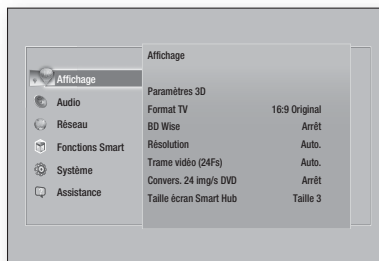 Affichage
Affichage
Audio
Réseau
Fonctions Smart
Système
Assistance
Paramètres 3D
Format TV 16:9 Original
BD Wise Arrêt
Résolution Auto.
Trame vidéo (24Fs) Auto.
Convers. 24 img/s DVD Arrêt
Taille écran Smart Hub Taille 3